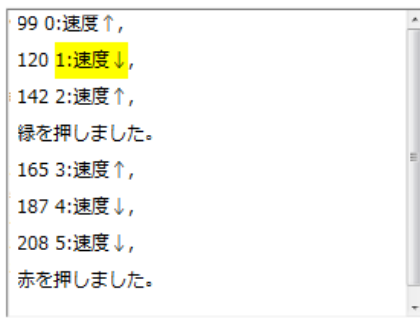 99 0:速度↑,
120 1:速度↓,
142 2:速度↑,
緑を押しました。
165 3:速度↑,
187 4:速度↓,
208 5:速度↓,
赤を押しました。